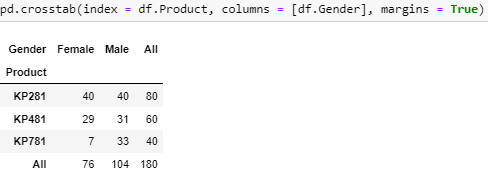 pd.crosstab(index = df.Product, columns = [df.Gender], margins = True)
Gender Female Male All
Product
KP281 40 40 80
KP481 29 31 60
KP781 7 33 40
All 76 104 180